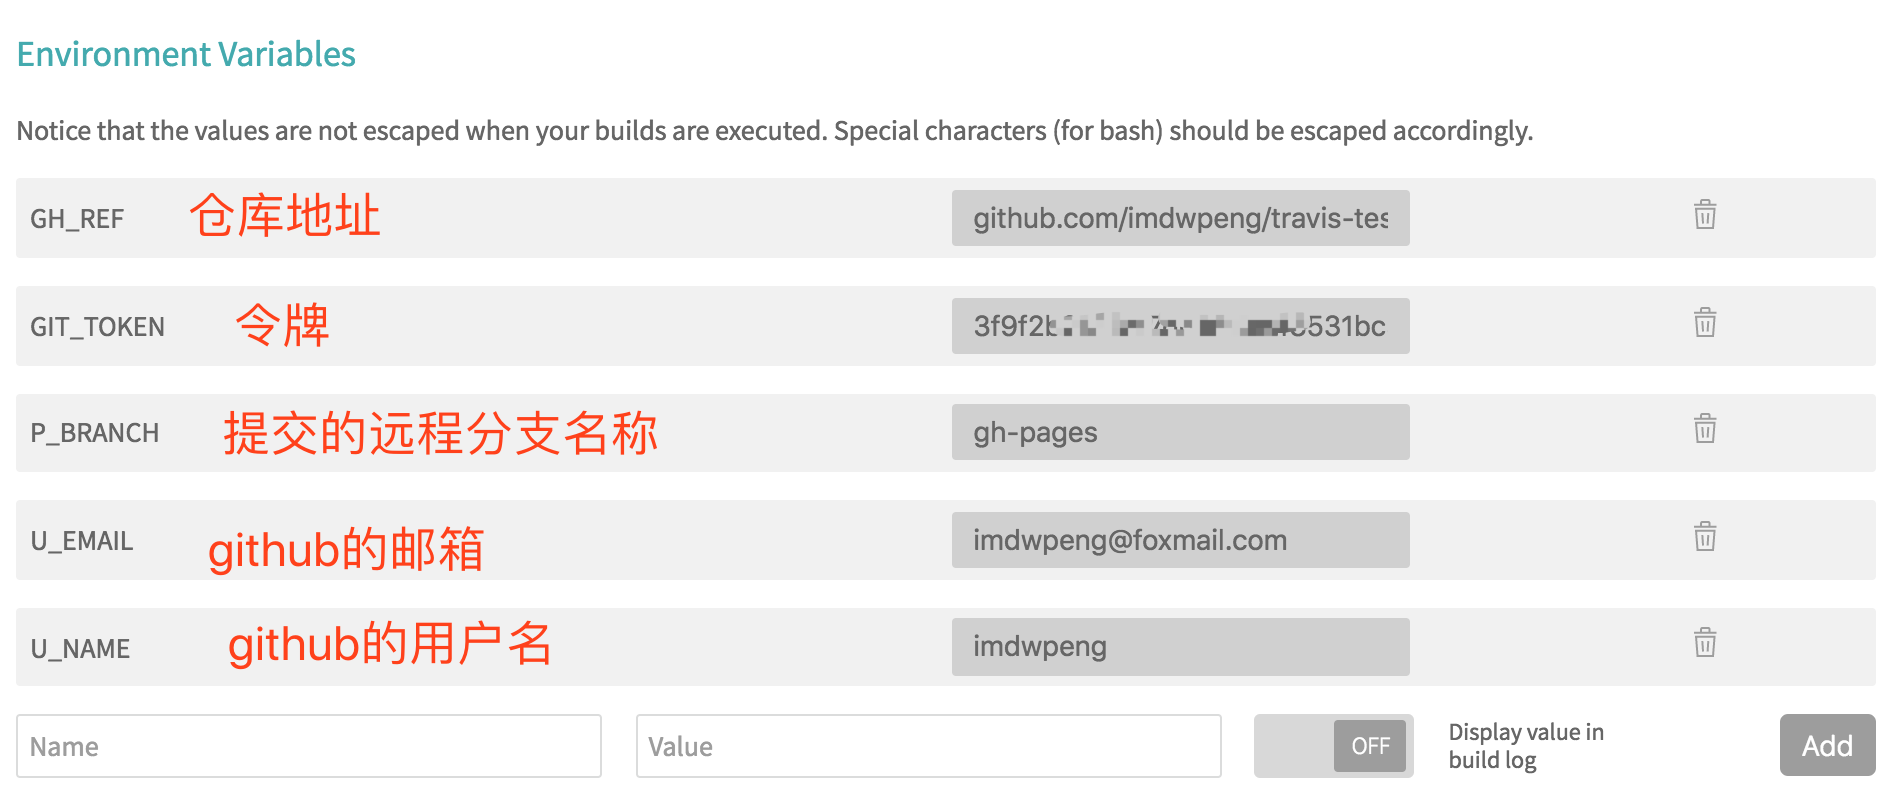 Environment Variables
Notice that the values are not escaped when your builds are executed. Special characters (for bash) should be escaped accordingly.
GH_REF 仓库地址 github.com/imdwpeng/travis-tes
GIT_TOKEN 令牌
P_BRANCH 提交的远程分支名称 gh-pages
U_EMAIL github的邮箱 imdwpeng@foxmail.com
U_NAME github的用户名 imdwpeng
Name Value OFF Display value in
build log
Add